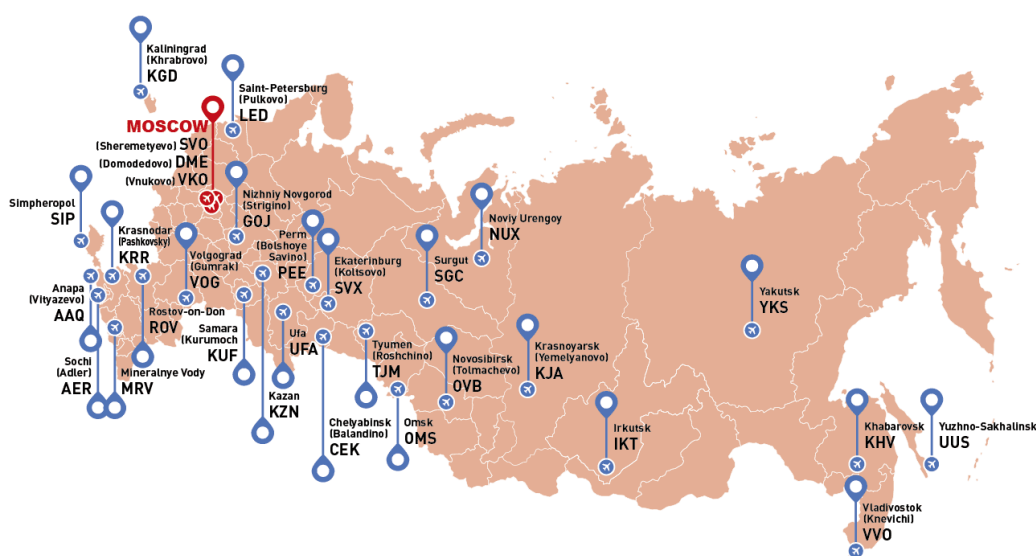 Kaliningrad
(Khrabrovo)
KGD
Saint-Petersburg
(Pulkovo)
LED
MOSCOW
(Sheremetyevo) SVO
(Domodedovo) DME
(Vnukovo) VKO
Nizhniy Novgorod
(Strigino)
GOJ
Simpheropol
SIP
Krasnodar
(Pashkovsky)
KRR
Volgograd
(Gumrak)
VOG
Perm
(Bolshoye
Savino)
PEE
Ekaterinburg
(Koltsovo)
SVX
Surgut
SGC
Noviy Urengoy
NUX
Yakutsk
YKS
Anapa
(Vityazevo)
AAQ
Rostov-on-Don
ROV
Samara
(Kurumoch
KUF
Ufa
UFA
Tyumen
(Roshchino)
TJM
Novosibirsk
(Tolmachevo)
OVB
Krasnoyarsk
(Yemelyanovo)
KJA
Sochi
(Adler)
AER
Mineralnye Vody
MRV
Kazan
KZN
Chelyabinsk
(Balandino)
CEK
Omsk
OMS
Irkutsk
IKT
Khabarovsk
KHV
Yuzhno-Sakhalinsk
UUS
Vladivostok
(Knevichi)
VVO